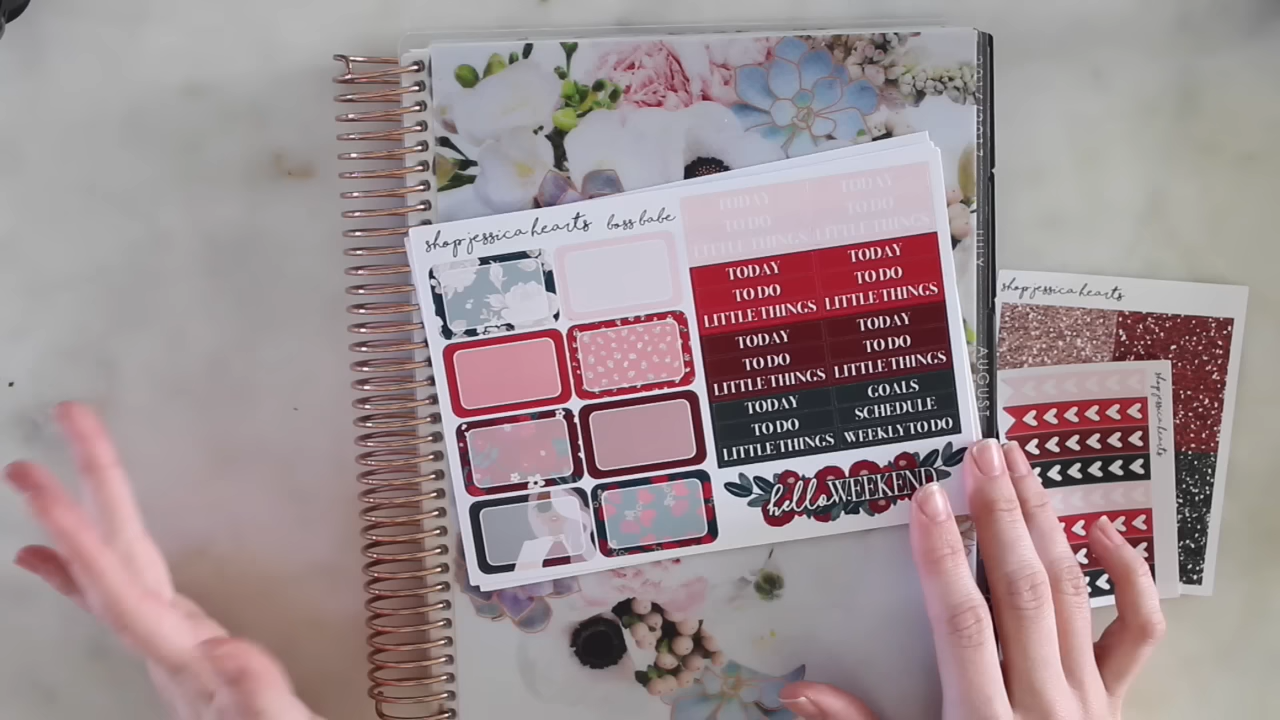 shop jessica hearts boss babe
TODAY
TO DO
LITTLE THINGS
TODAY
TO DO
LITTLE THINGS
TODAY
TO DO
LITTLE THINGS
TODAY
TO DO
LITTLE THINGS
TODAY
TO DO
LITTLE THINGS
TODAY
TO DO
LITTLE THINGS
TODAY
TO DO
LITTLE THINGS
GOALS
SCHEDULE
WEEKLY TO DO
hello WEEKEND
shop jessica hearts
shop jessica hearts
JULY
AUGUST